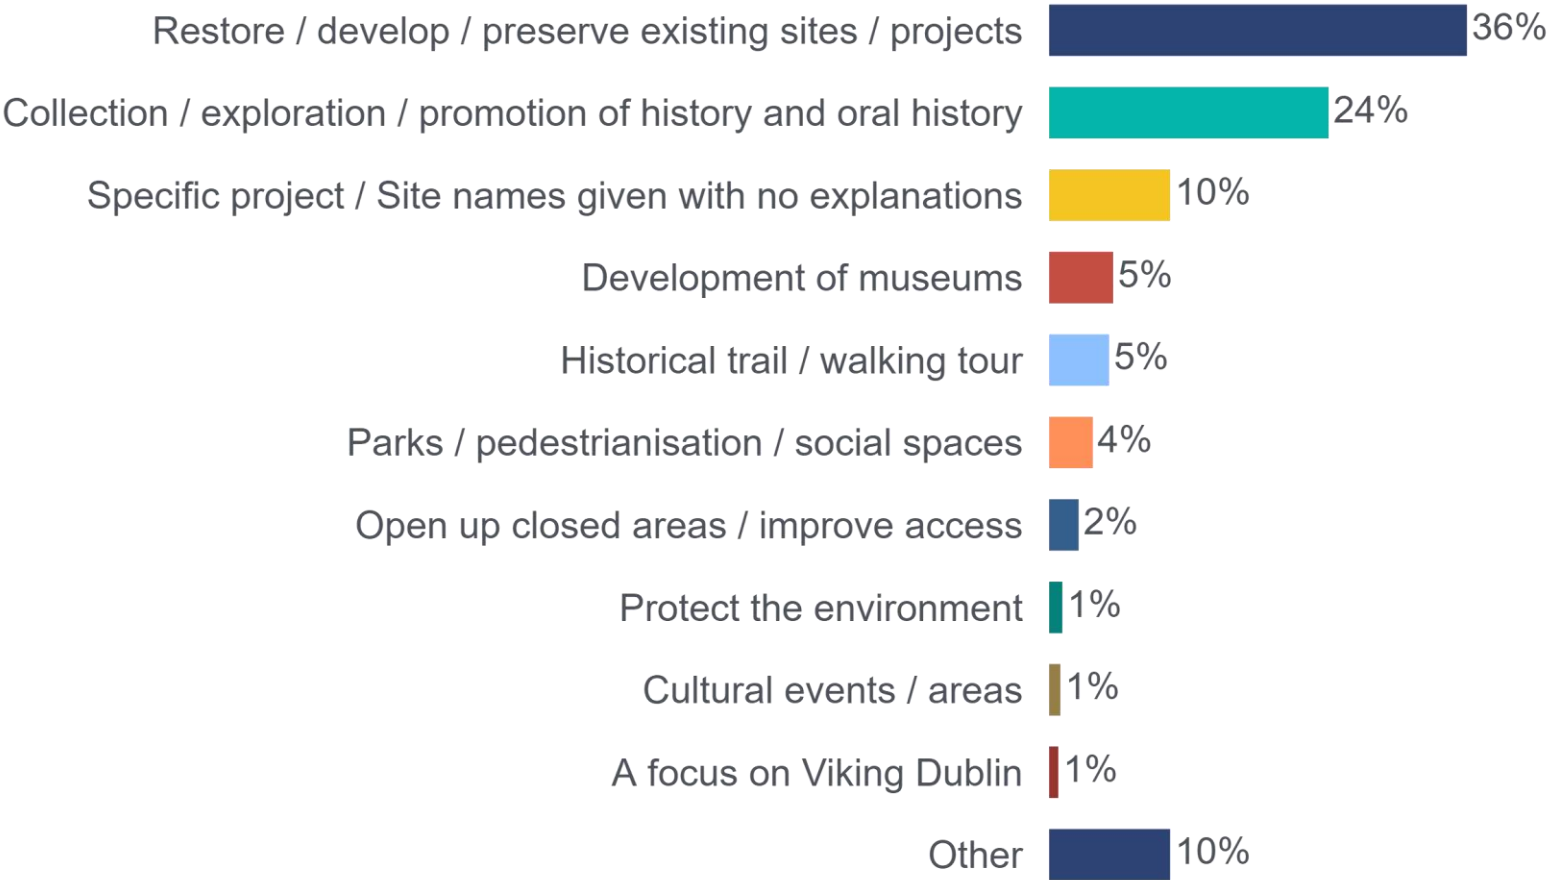 Restore / develop / preserve existing sites / projects 36%
Collection / exploration / promotion of history and oral history 24%
Specific project / Site names given with no explanations 10%
Development of museums 5%
Historical trail / walking tour 5%
Parks / pedestrianisation / social spaces 4%
Open up closed areas / improve access 2%
Protect the environment 1%
Cultural events / areas 1%
A focus on Viking Dublin 1%
Other 10%